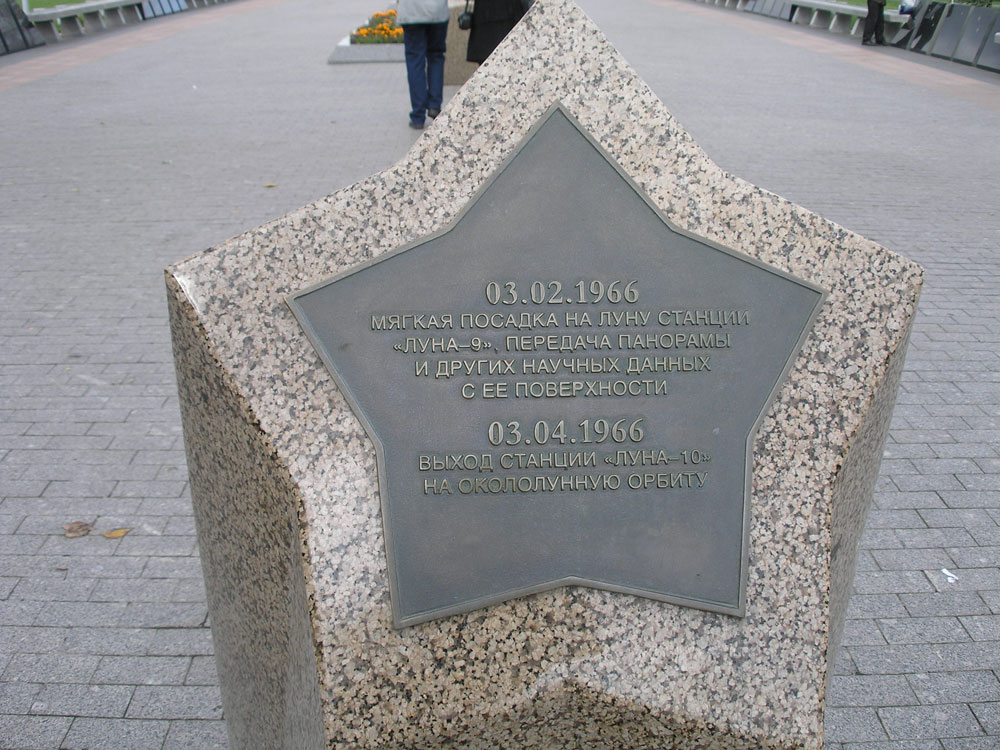 03.02.1966
МЯГКАЯ ПОСАДКА НА ЛУНУ СТАНЦИИ
«ЛУНА–9», ПЕРЕДАЧА ПАНОРАМЫ
И ДРУГИХ НАУЧНЫХ ДАННЫХ
С ЕЕ ПОВЕРХНОСТИ
03.04.1966
ВЫХОД СТАНЦИИ «ЛУНА–10»
НА ОКОЛОЛУННУЮ ОРБИТУ